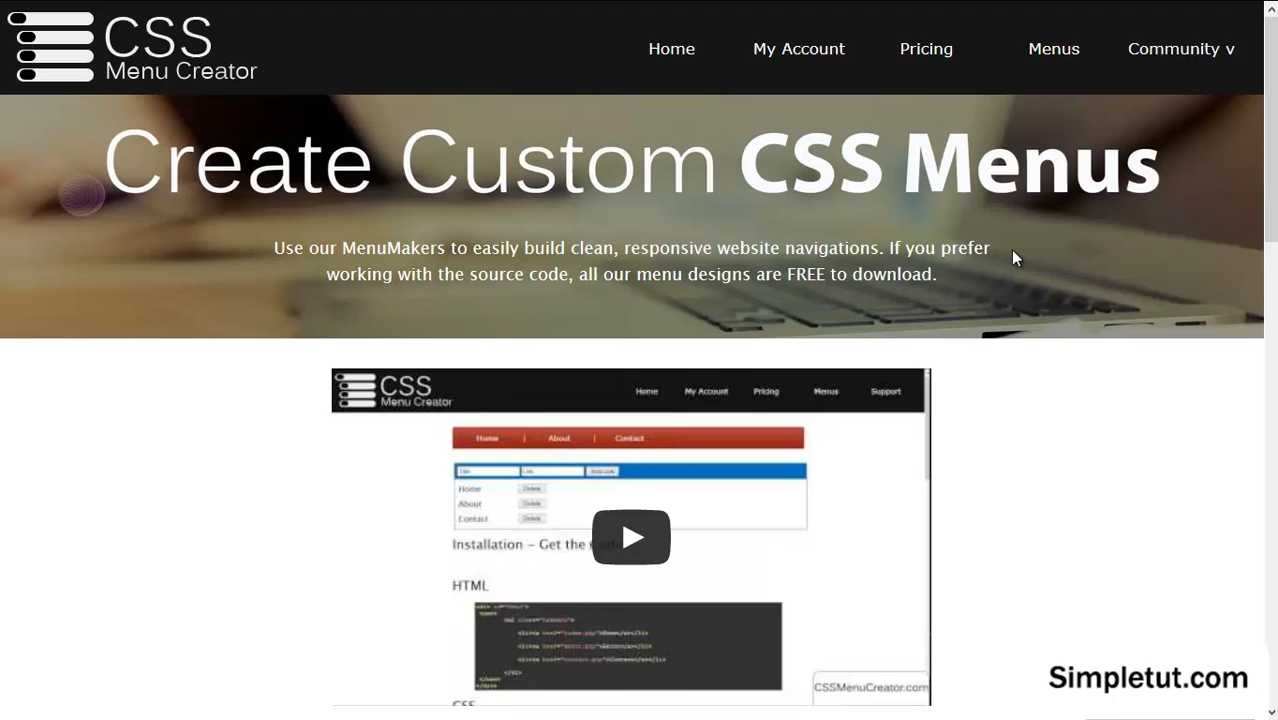 CSS
Menu Creator
Home My Account Pricing Menus Community v
Create Custom CSS Menus
Use our MenuMakers to easily build clean, responsive website navigations. If you prefer
working with the source code, all our menu designs are FREE to download.
CSS
Menu Creator
Home My Account Pricing Menus Support
Home | About | Contact
Home Delete
About Delete
Contact Delete
Installation - Get the
HTML
CSSMenuCreator.com
Simpletut.com